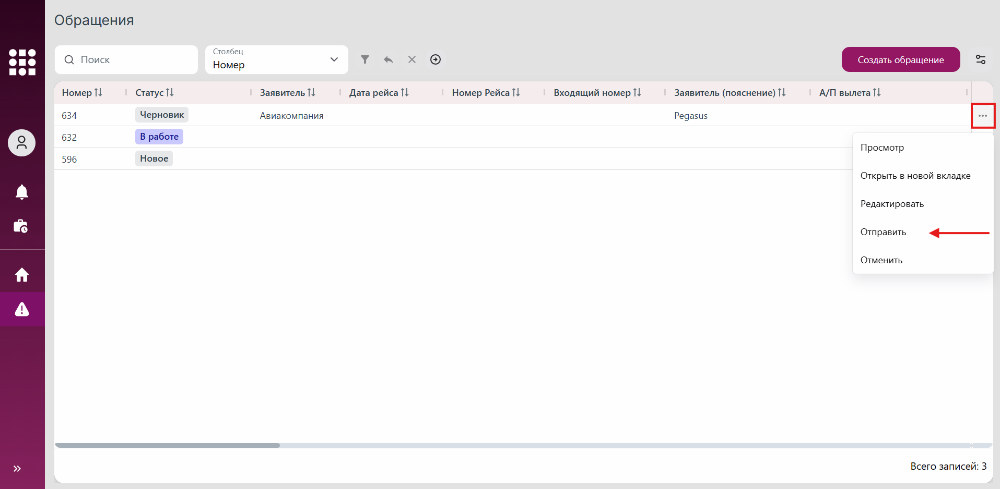 Обращения
Поиск
Столбец
Номер
Создать обращение
Номер Статус Заявитель Дата рейса Номер Рейса Входящий номер Заявитель (пояснение) А/П вылета
634 Черновик Авиакомпания Pegasus
632 В работе
596 Новое
Просмотр
Открыть в новой вкладке
Редактировать
Отправить
Отменить
Всего записей: 3